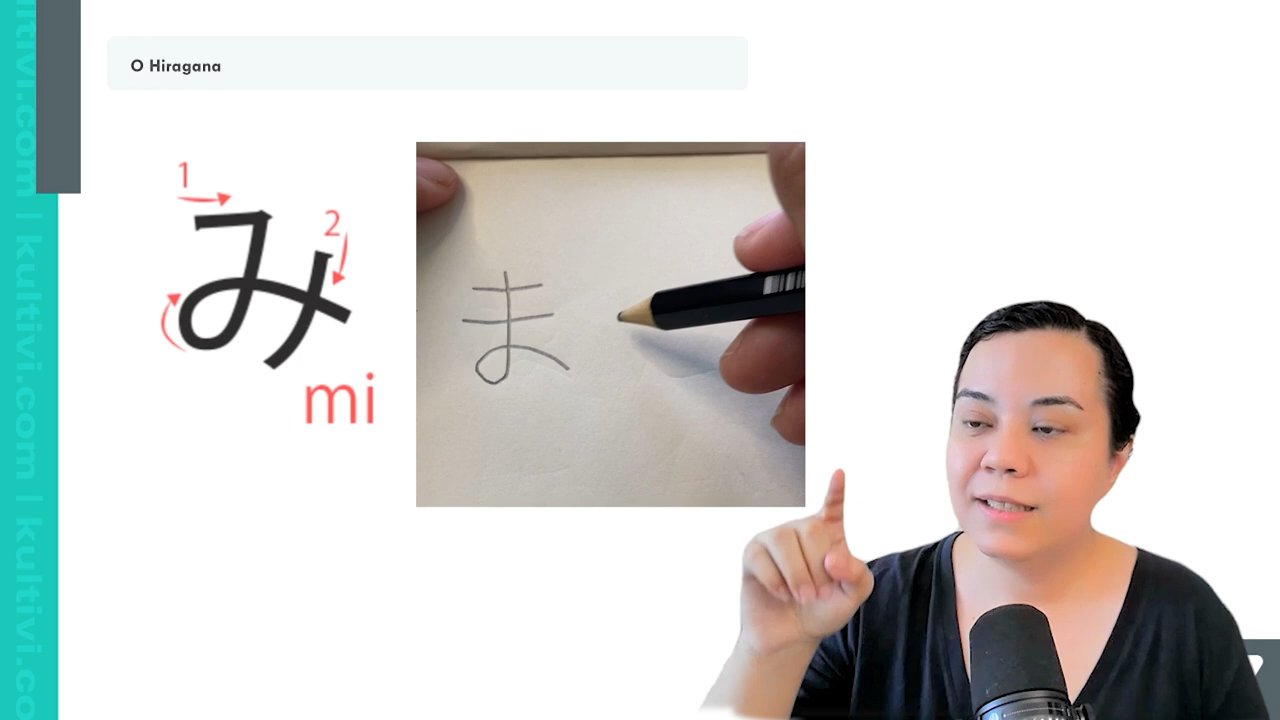 O Hiragana
1
2
み
mi
ま
kultivi.com | kultivi.com | kultivi.co